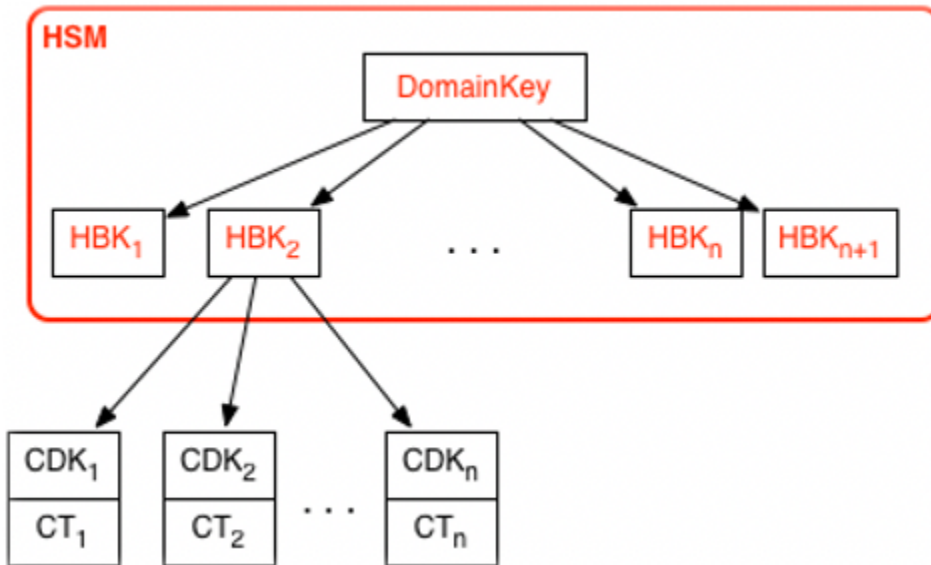 HSM
DomainKey
HBK₁ HBK₂ . . . HBKₙ HBKₙ₊₁
CDK₁ CDK₂ CDKₙ
. . .
CT₁ CT₂ CTₙ